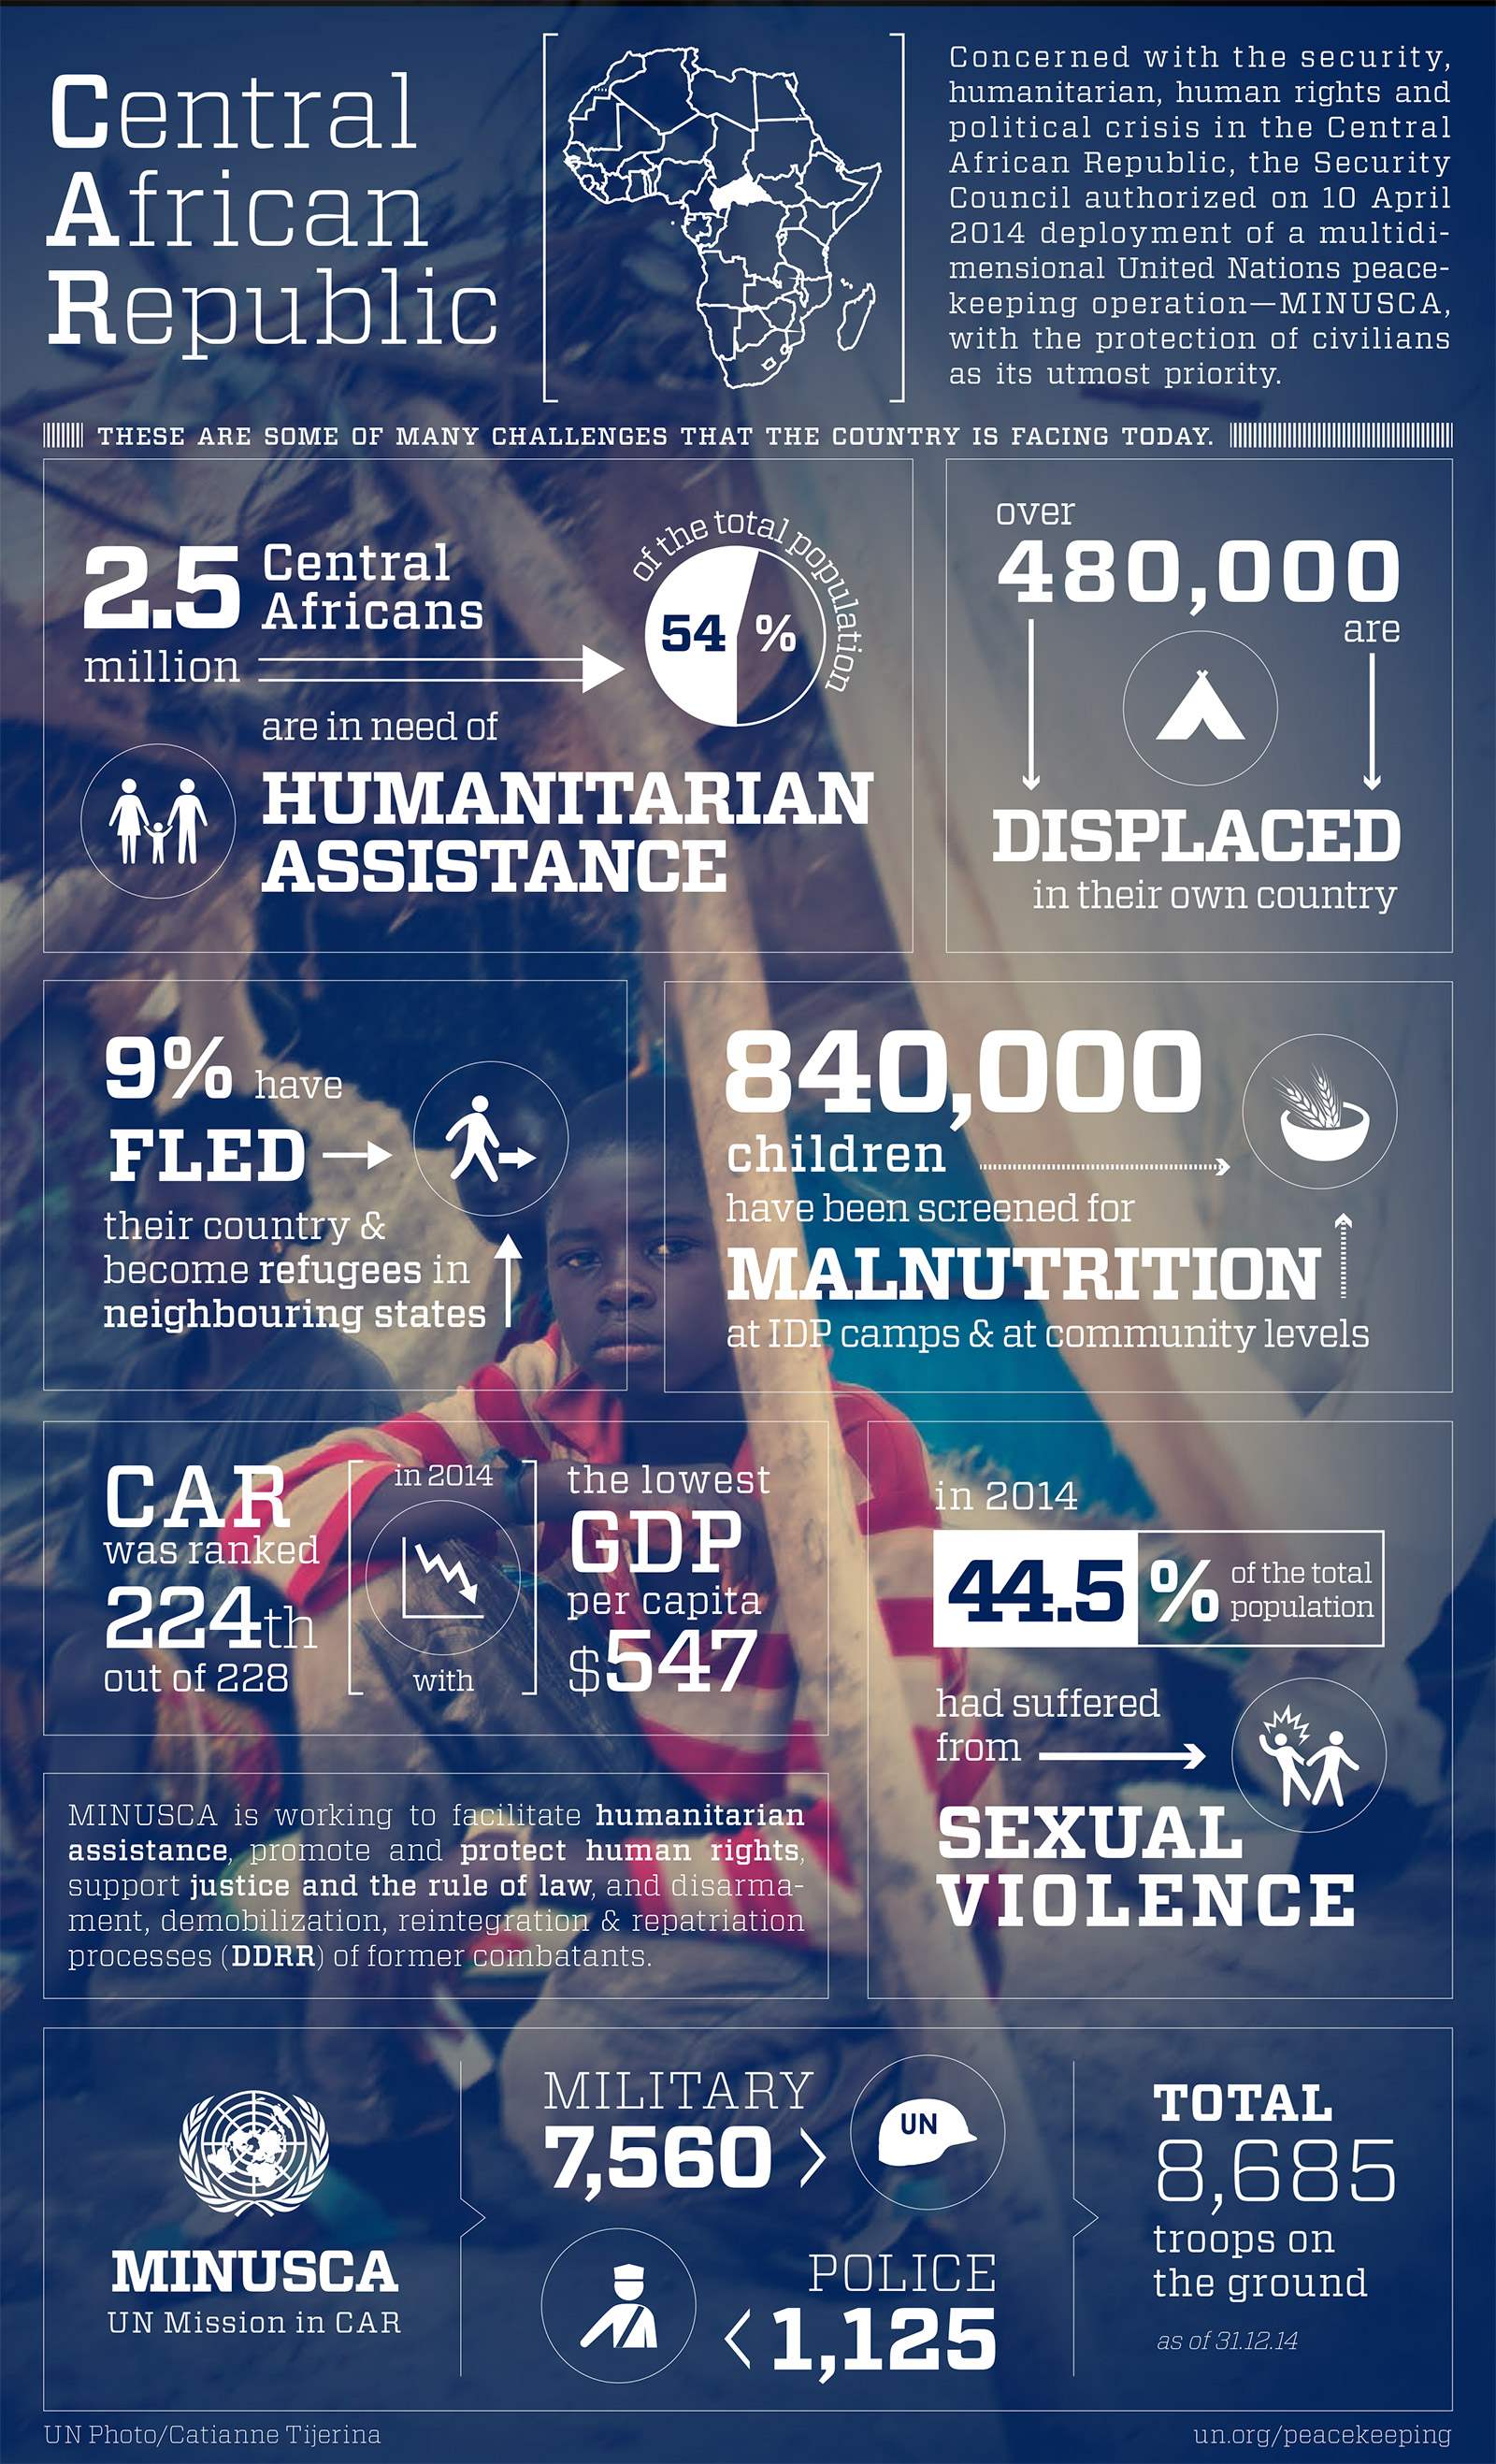 Central
African
Republic
Concerned with the security,
humanitarian, human rights and
political crisis in the Central
African Republic, the Security
Council authorized on 10 April
2014 deployment of a multidi-
mensional United Nations peace-
keeping operation—MINUSCA,
with the protection of civilians
as its utmost priority.
THESE ARE SOME OF MANY CHALLENGES THAT THE COUNTRY IS FACING TODAY.
2.5
million
Central
Africans
54 %
of the total population
are in need of
HUMANITARIAN
ASSISTANCE
over
480,000
are
DISPLACED
in their own country
9% have
FLED
their country &
become refugees in
neighbouring states
840,000
children
have been screened for
MALNUTRITION
at IDP camps & at community levels
CAR
was ranked
224th
out of 228
in 2014
with
the lowest
GDP
per capita
$547
in 2014
44.5 %
of the total
population
had suffered
from
SEXUAL
VIOLENCE
MINUSCA is working to facilitate humanitarian
assistance, promote and protect human rights,
support justice and the rule of law, and disarma-
ment, demobilization, reintegration & repatriation
processes (DDRR) of former combatants.
MINUSCA
UN Mission in CAR
MILITARY
7,560 >
UN
POLICE
< 1,125
TOTAL
8,685
troops on
the ground
as of 31.12.14
UN Photo/Catianne Tijerina
un.org/peacekeeping